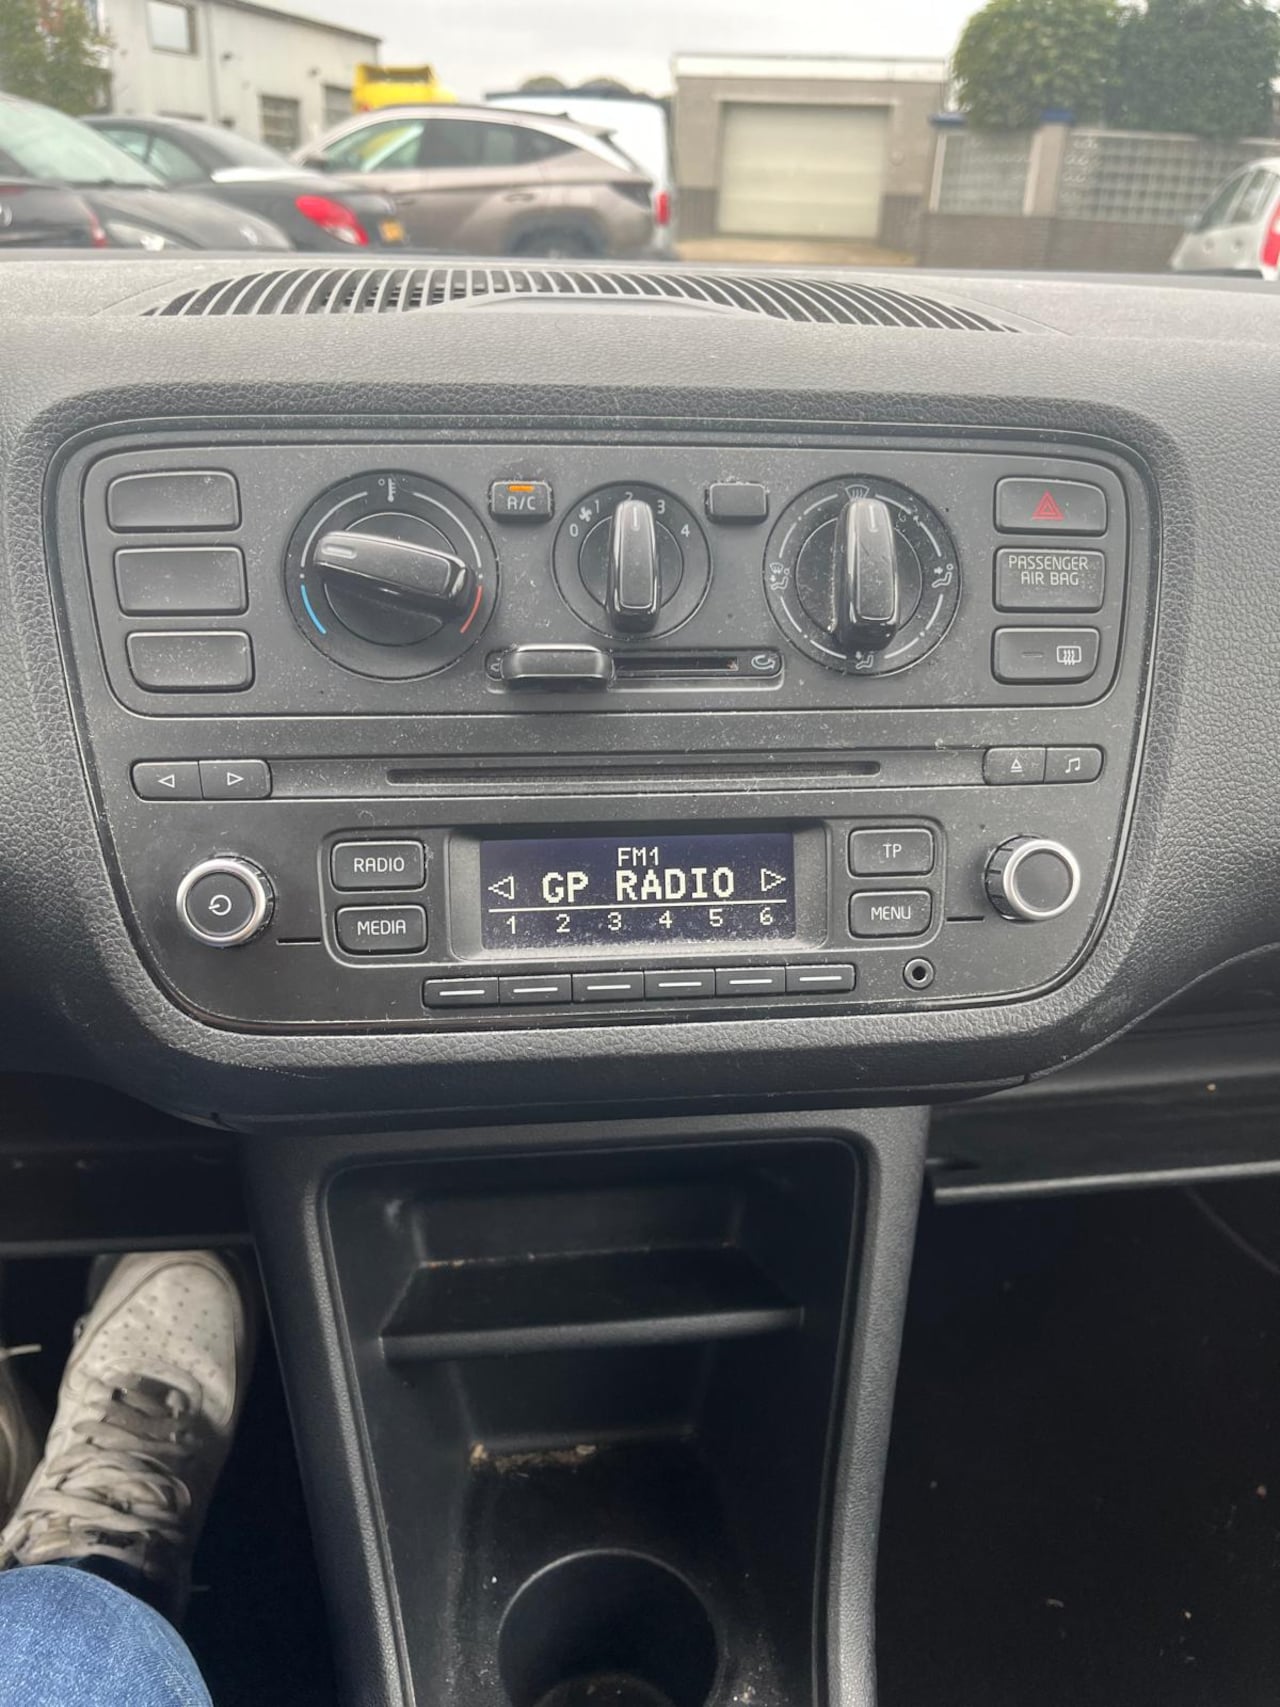 A/C
0 1 2 3 4
PASSENGER
AIR BAG
RADIO
MEDIA
FM1
GP RADIO
1 2 3 4 5 6
TP
MENU